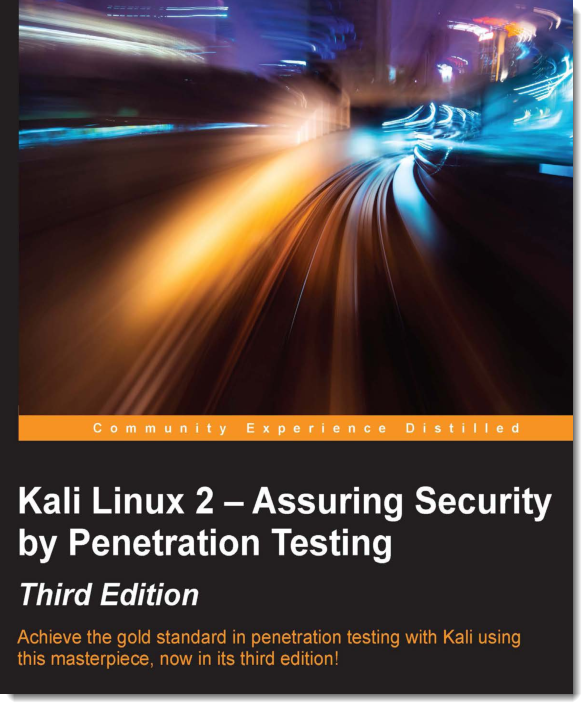 Community Experience Distilled
Kali Linux 2 – Assuring Security
by Penetration Testing
Third Edition
Achieve the gold standard in penetration testing with Kali using
this masterpiece, now in its third edition!